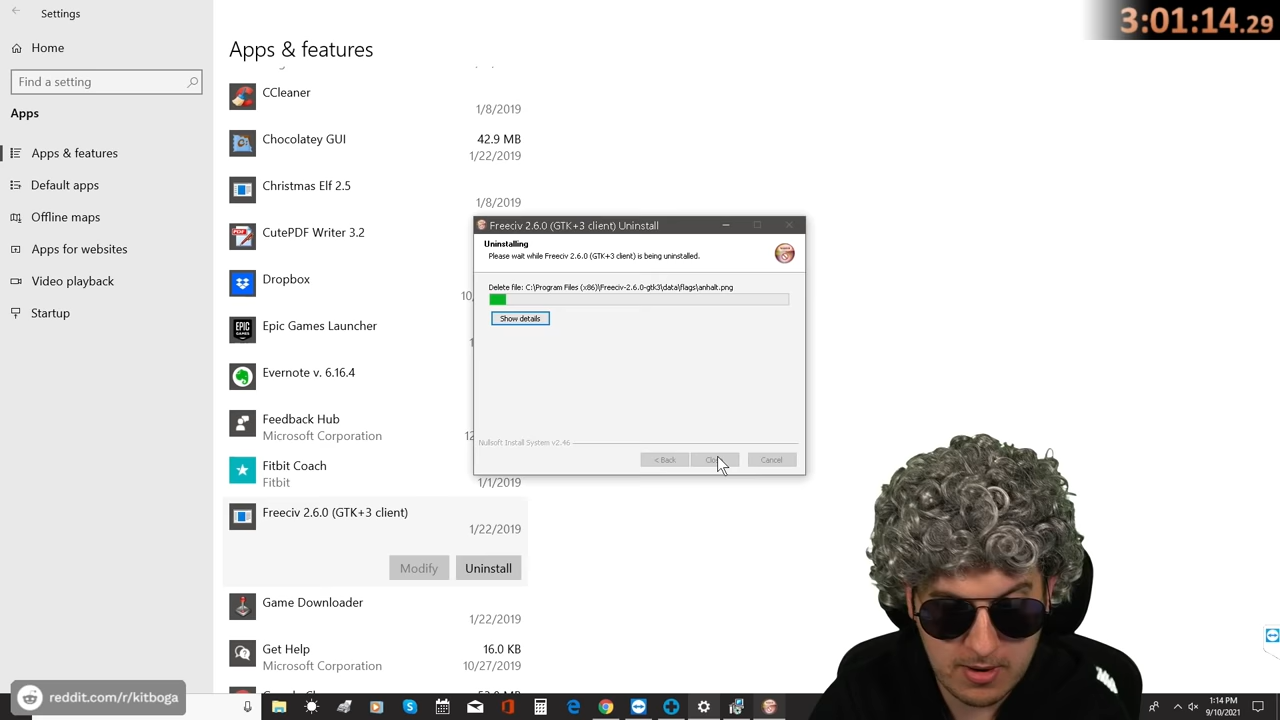 Settings
3:01:14.29
Home
Find a setting
Apps
Apps & features
Default apps
Offline maps
Apps for websites
Video playback
Startup
Apps & features
CCleaner
1/8/2019
Chocolatey GUI
42.9 MB
1/22/2019
Christmas Elf 2.5
1/8/2019
CutePDF Writer 3.2
Dropbox
10
Epic Games Launcher
Evernote v. 6.16.4
Feedback Hub
Microsoft Corporation
12
Fitbit Coach
Fitbit
1/1/2019
Freeciv 2.6.0 (GTK+3 client)
1/22/2019
Modify
Uninstall
Game Downloader
1/22/2019
Get Help
16.0 KB
Microsoft Corporation
10/27/2019
Freeciv 2.6.0 (GTK+3 client) Uninstall
Uninstalling
Please wait while Freeciv 2.6.0 (GTK+3 client) is being uninstalled.
Delete file: C:\Program Files (x86)\Freeciv-2.6.0-gtk3\data\flags\anhalt.png
Show details
Nullsoft Install System v2.46
< Back
Cancel
EPIC GAMES
PDF
reddit.com/r/kitboga
1:14 PM
9/10/2021